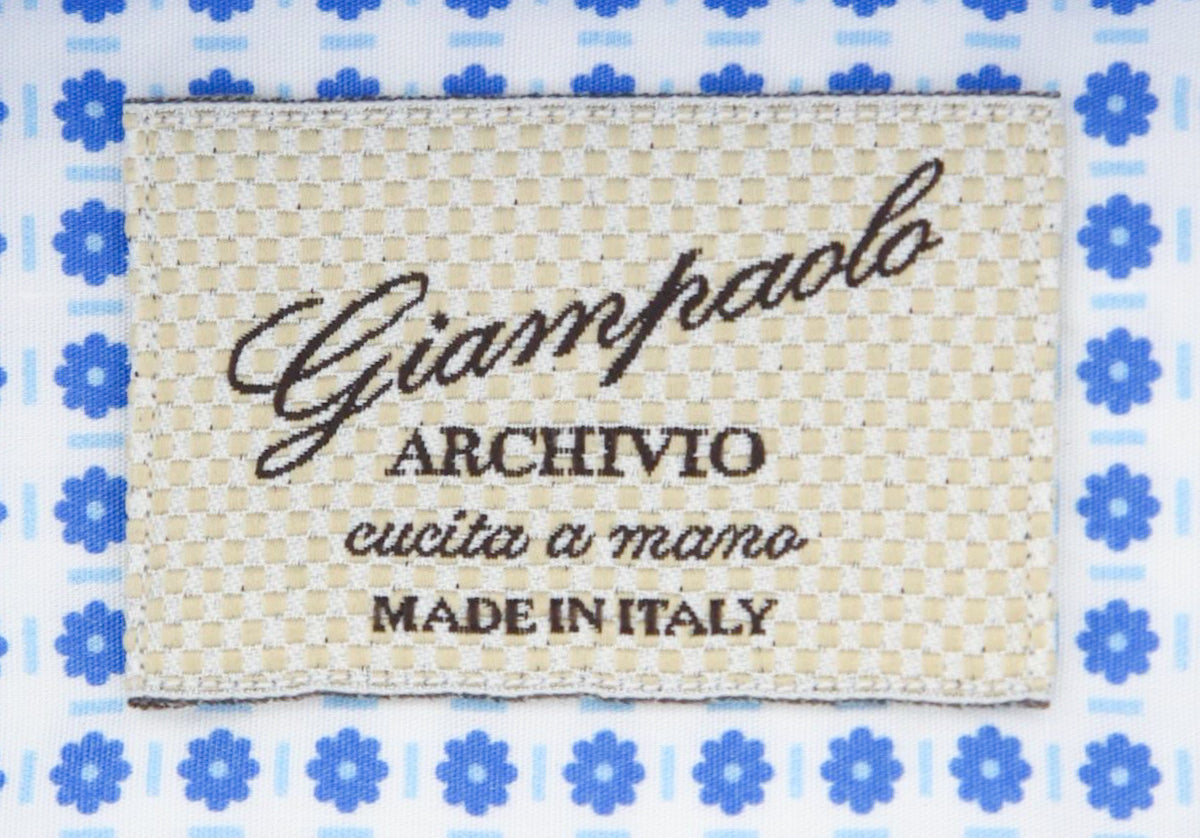 Giampaolo
ARCHIVIO
cucita a mano
MADE IN ITALY